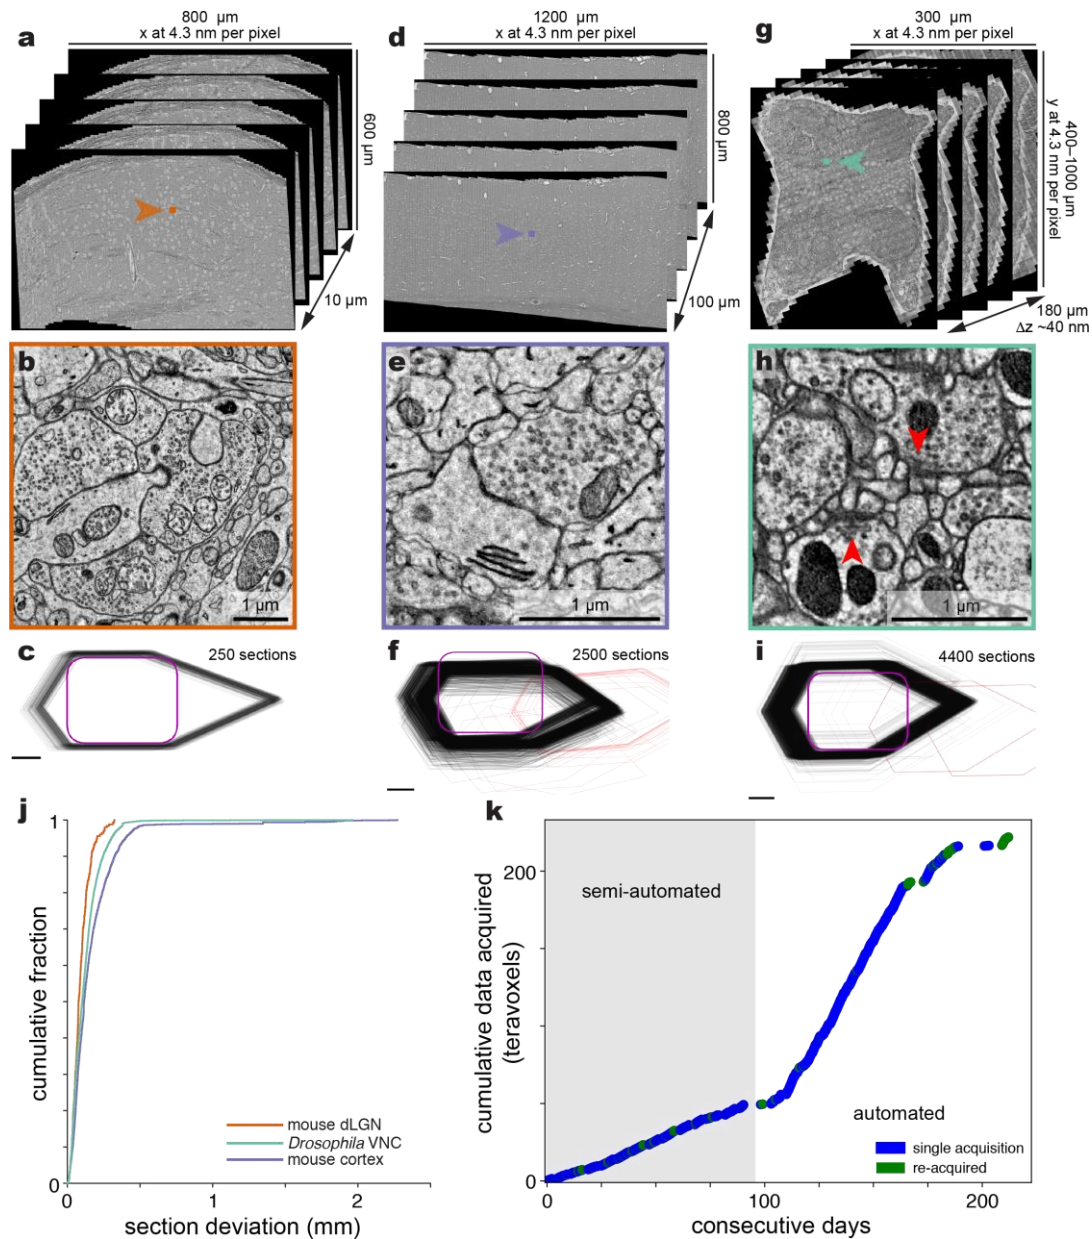 a
800 µm
x at 4.3 nm per pixel
600 µm
10 µm
d
1200 µm
x at 4.3 nm per pixel
800 µm
100 µm
g
300 µm
x at 4.3 nm per pixel
400–1000 µm
y at 4.3 nm per pixel
180 µm
Δz ~40 nm
b
1 µm
e
1 µm
h
1 µm
c
250 sections
f
2500 sections
i
4400 sections
j
cumulative fraction
1
0
mouse dLGN
Drosophila VNC
mouse cortex
0
1
2
section deviation (mm)
k
cumulative data acquired
(teravoxels)
200
0
semi-automated
automated
single acquisition
re-acquired
0
100
200
consecutive days